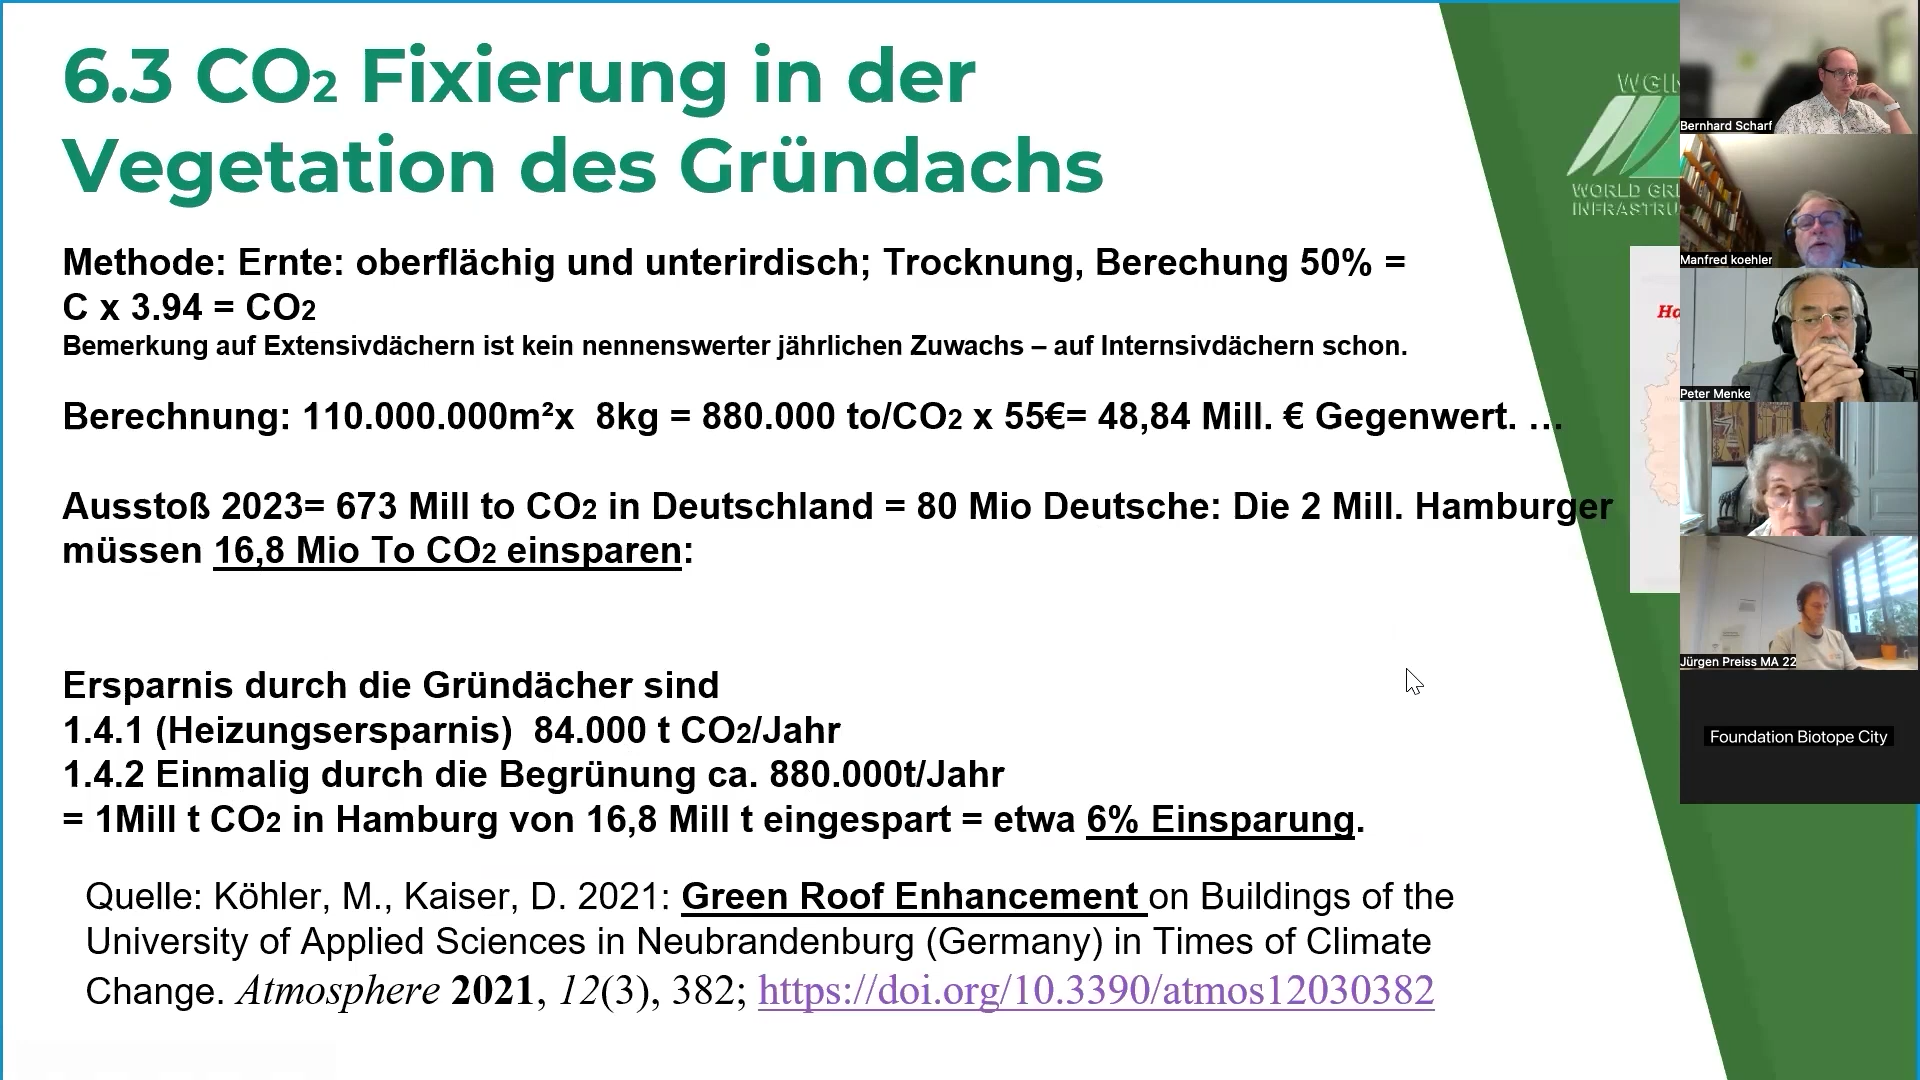 6.3 CO₂ Fixierung in der
Vegetation des Gründachs
Methode: Ernte: oberflächig und unterirdisch; Trocknung, Berechung 50% =
C x 3.94 = CO₂
Bemerkung auf Extensivdächern ist kein nennenswerter jährlichen Zuwachs – auf Internsivdächern schon.
Berechnung: 110.000.000m²x 8kg = 880.000 to/CO₂ x 55€= 48,84 Mill. € Gegenwert. …
Ausstoß 2023= 673 Mill to CO₂ in Deutschland = 80 Mio Deutsche: Die 2 Mill. Hamburger
müssen 16,8 Mio To CO₂ einsparen:
Ersparnis durch die Gründächer sind
1.4.1 (Heizungsersparnis) 84.000 t CO₂/Jahr
1.4.2 Einmalig durch die Begrünung ca. 880.000t/Jahr
= 1Mill t CO₂ in Hamburg von 16,8 Mill t eingespart = etwa 6% Einsparung.
Quelle: Köhler, M., Kaiser, D. 2021: Green Roof Enhancement on Buildings of the
University of Applied Sciences in Neubrandenburg (Germany) in Times of Climate
Change. Atmosphere 2021, 12(3), 382; https://doi.org/10.3390/atmos12030382
WORLD
Bernhard Scharf
Manfred koehler
Peter Menke
Jürgen Preiss MA 22
Foundation Biotope City